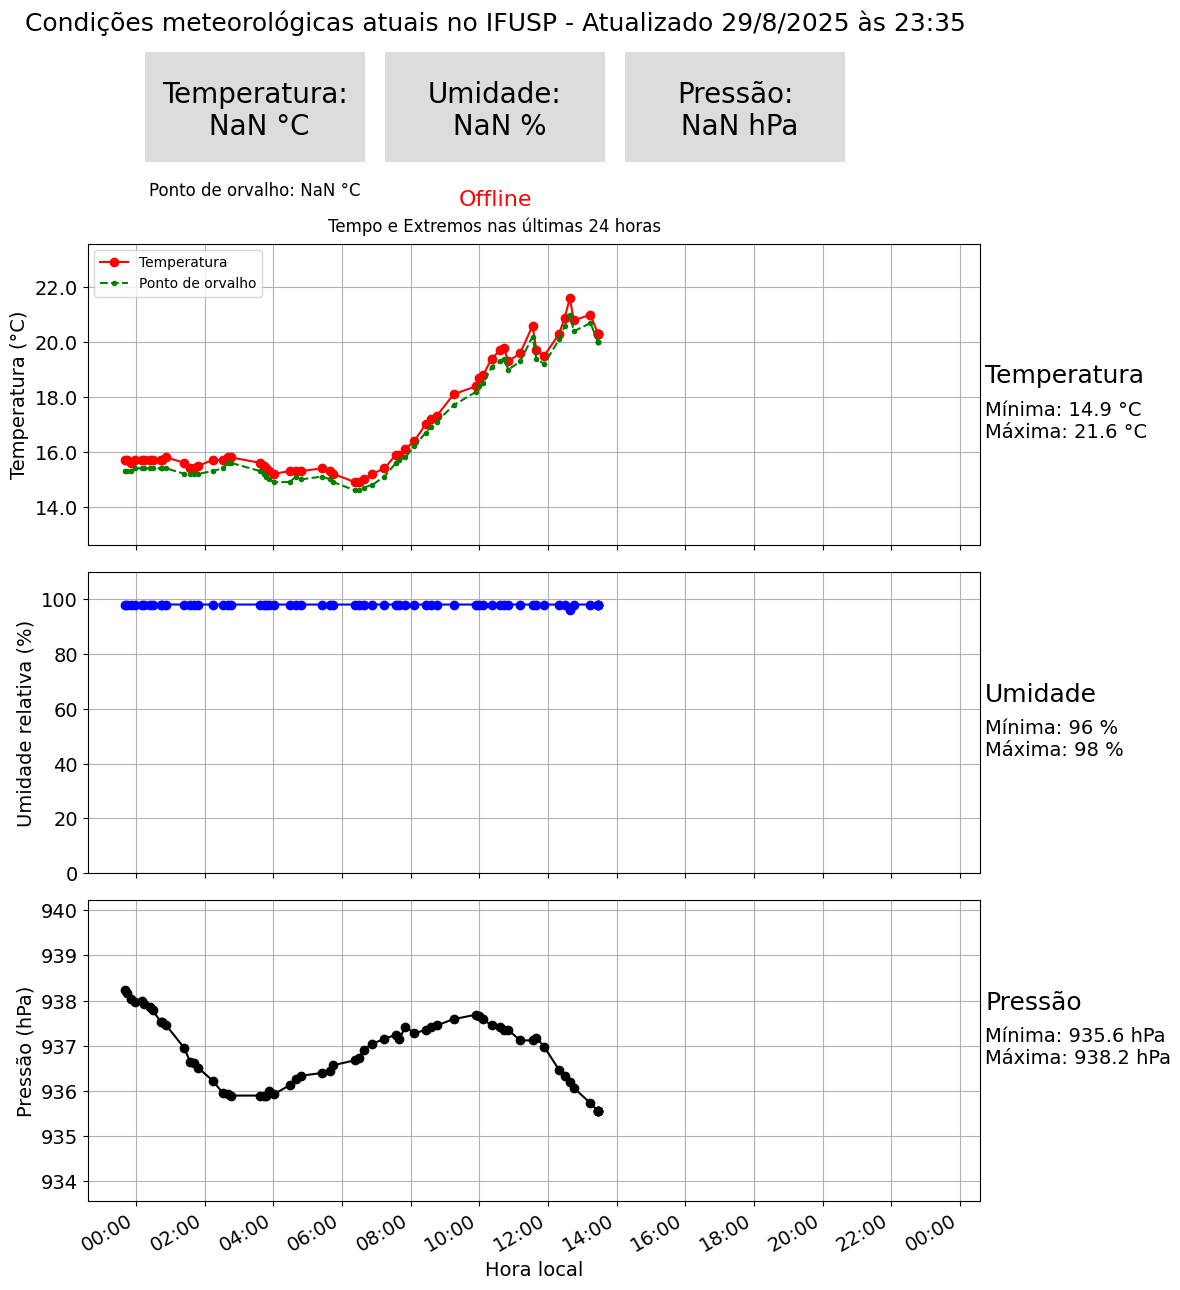 Condições meteorológicas atuais no IFUSP - Atualizado 29/8/2025 às 23:35
Temperatura:
NaN °C
Umidade:
NaN %
Pressão:
NaN hPa
Ponto de orvalho: NaN °C
Offline
Tempo e Extremos nas últimas 24 horas
Temperatura
Ponto de orvalho
Temperatura (°C)
22.0
20.0
18.0
16.0
14.0
Temperatura
Mínima: 14.9 °C
Máxima: 21.6 °C
Umidade relativa (%)
100
80
60
40
20
0
Umidade
Mínima: 96 %
Máxima: 98 %
Pressão (hPa)
940
939
938
937
936
935
934
Pressão
Mínima: 935.6 hPa
Máxima: 938.2 hPa
00:00 02:00 04:00 06:00 08:00 10:00 12:00 14:00 16:00 18:00 20:00 22:00 00:00
Hora local